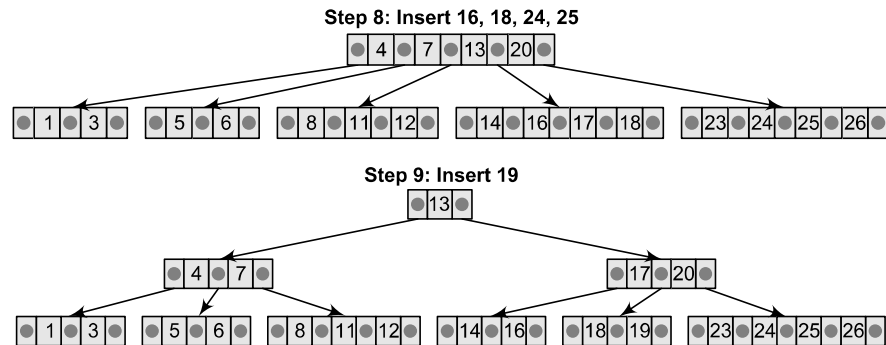 Step 8: Insert 16, 18, 24, 25
4 7 13 20
1 3 5 6 8 11 12 14 16 17 18 23 24 25 26
Step 9: Insert 19
13
4 7 17 20
1 3 5 6 8 11 12 14 16 18 19 23 24 25 26